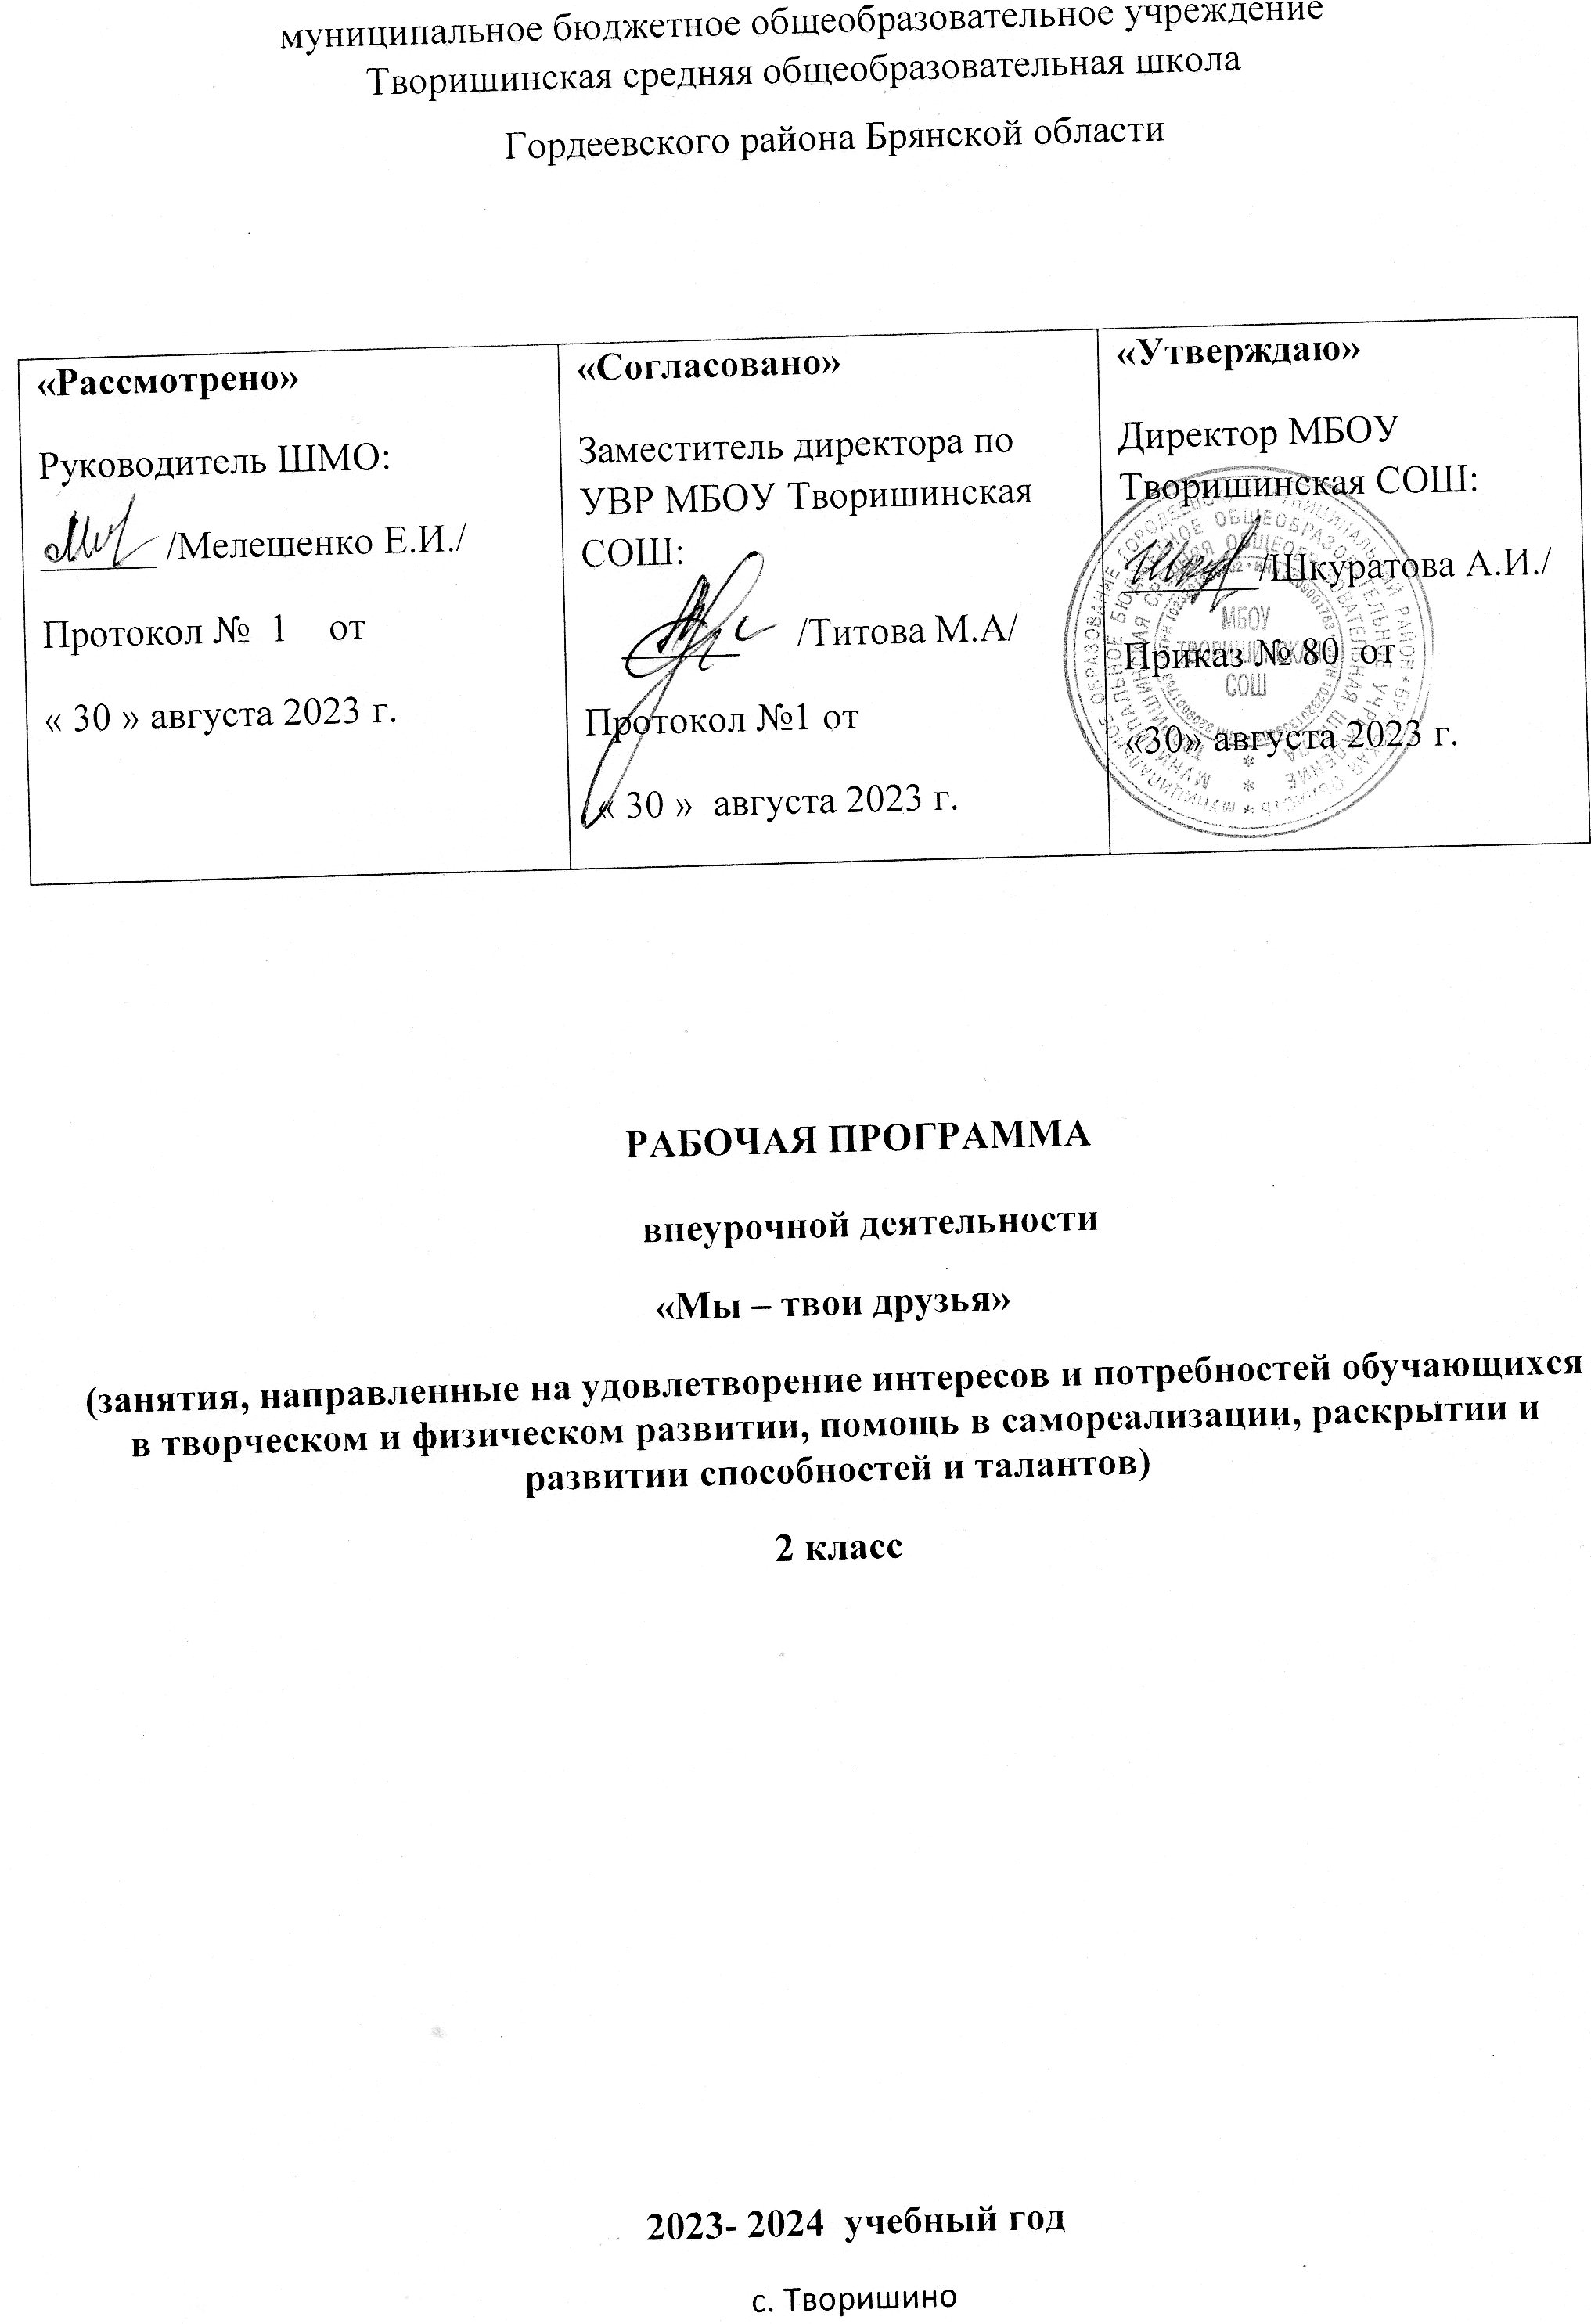 муниципальное бюджетное общеобразовательное учреждение
Творишинская средняя общеобразовательная школа
Гордеевского района Брянской области
«Рассмотрено»
Руководитель ШМО:
/Мелешенко Е.И./
Протокол № 1 от
« 30 » августа 2023 г.
«Согласовано»
Заместитель директора по
УВР МБОУ Творишинская
СОШ:
/Титова М.А/
Протокол №1 от
« 30 » августа 2023 г.
«Утверждаю»
Директор МБОУ
Творишинская СОШ:
/Шкуратова А.И./
Приказ № 80 от
«30» августа 2023 г.
МБОУ
ТВОРИШИНСКАЯ
СОШ
РАБОЧАЯ ПРОГРАММА
внеурочной деятельности
«Мы – твои друзья»
(занятия, направленные на удовлетворение интересов и потребностей обучающихся
в творческом и физическом развитии, помощь в самореализации, раскрытии и
развитии способностей и талантов)
2 класс
2023- 2024 учебный год
с. Творишино